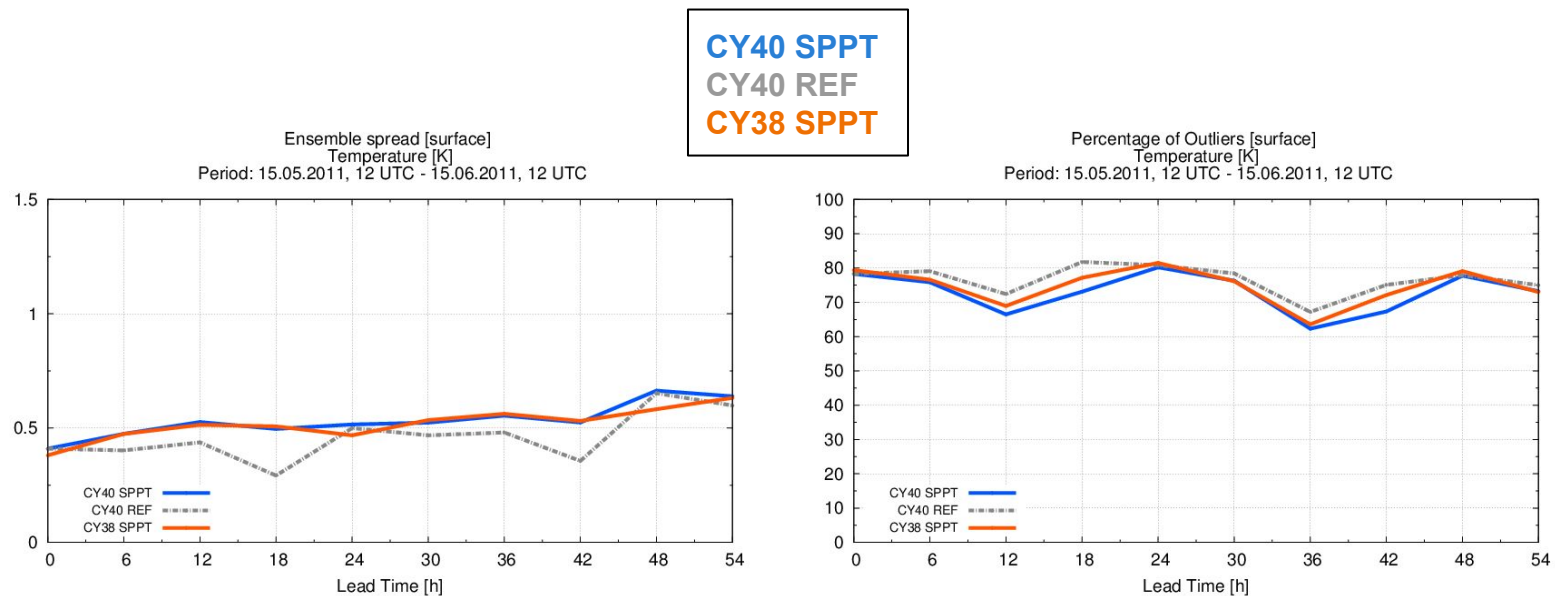 CY40 SPPT
CY40 REF
CY38 SPPT
Ensemble spread [surface]
Temperature [K]
Period: 15.05.2011, 12 UTC - 15.06.2011, 12 UTC
1.5
1
0.5
0
CY40 SPPT
CY40 REF
CY38 SPPT
0 6 12 18 24 30 36 42 48 54
Lead Time [h]
Percentage of Outliers [surface]
Temperature [K]
Period: 15.05.2011, 12 UTC - 15.06.2011, 12 UTC
100
90
80
70
60
50
40
30
20
10
0
CY40 SPPT
CY40 REF
CY38 SPPT
0 6 12 18 24 30 36 42 48 54
Lead Time [h]